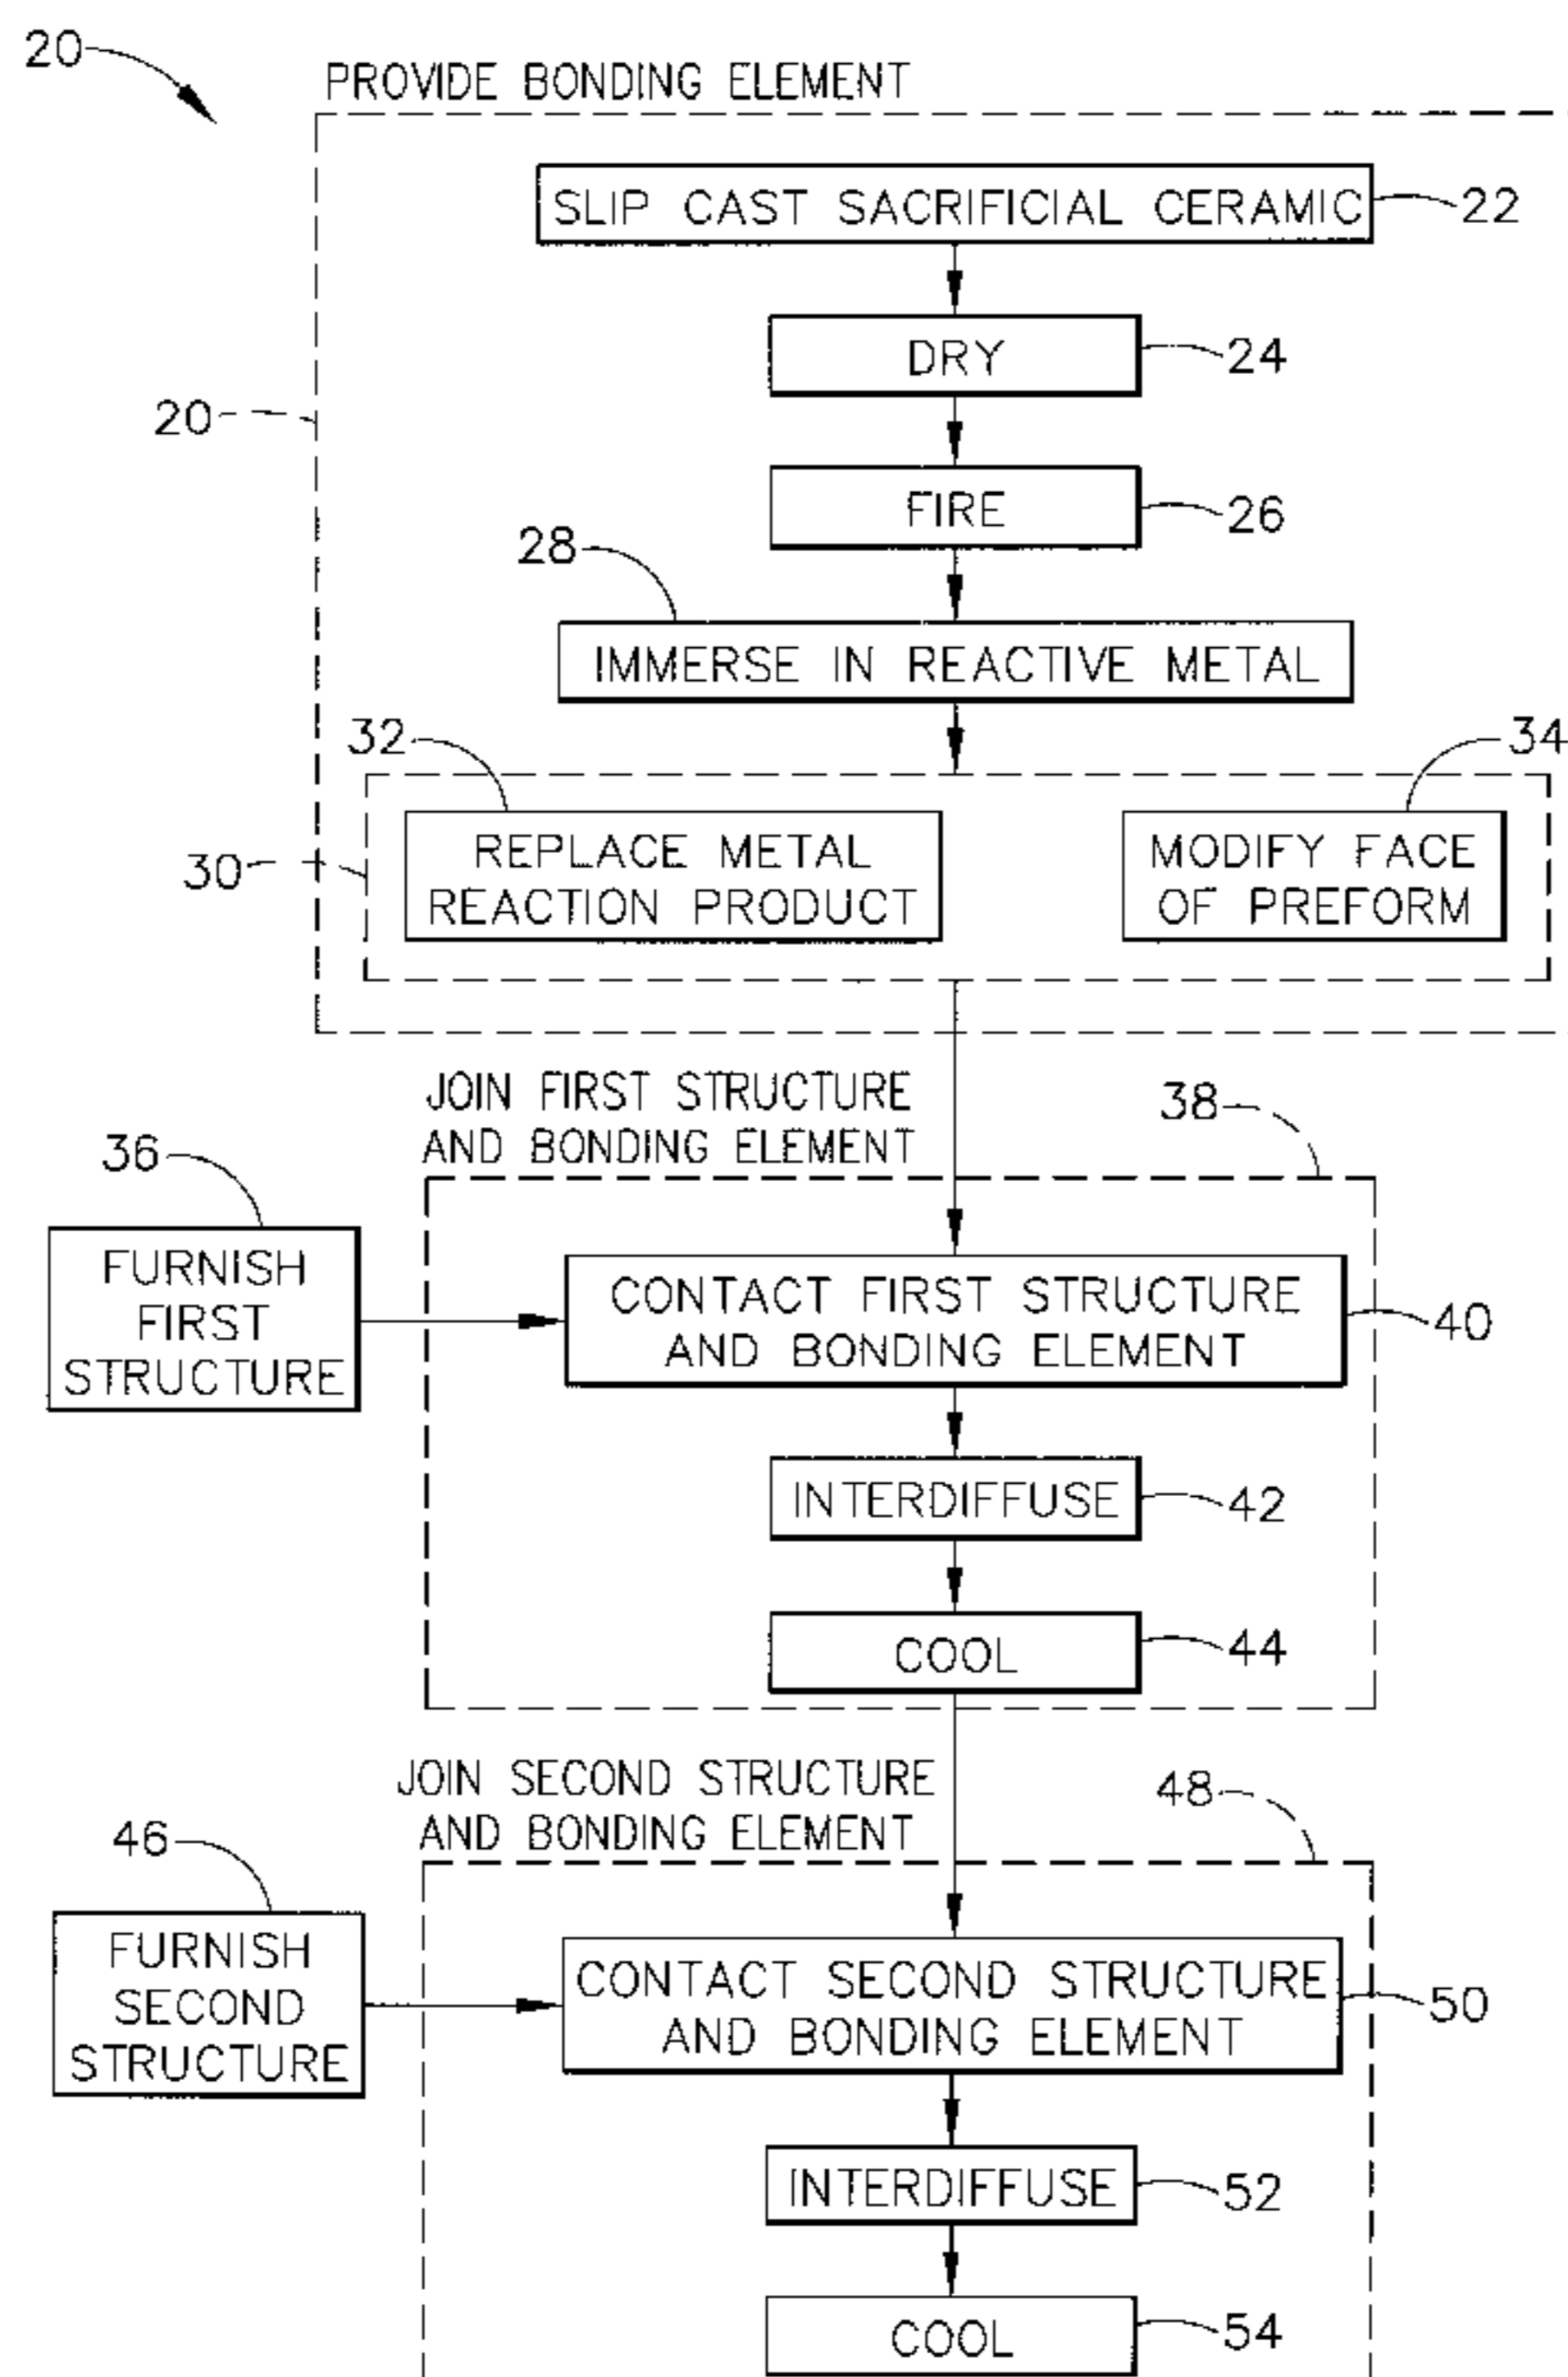 20
PROVIDE BONDING ELEMENT
SLIP CAST SACRIFICIAL CERAMIC
22
DRY
24
20
FIRE
26
28
IMMERSE IN REACTIVE METAL
32
34
30
REPLACE METAL
REACTION PRODUCT
MODIFY FACE
OF PREFORM
JOIN FIRST STRUCTURE
AND BONDING ELEMENT
38
36
FURNISH
FIRST
STRUCTURE
CONTACT FIRST STRUCTURE
AND BONDING ELEMENT
40
INTERDIFFUSE
42
COOL
44
JOIN SECOND STRUCTURE
AND BONDING ELEMENT
48
46
FURNISH
SECOND
STRUCTURE
CONTACT SECOND STRUCTURE
AND BONDING ELEMENT
50
INTERDIFFUSE
52
COOL
54